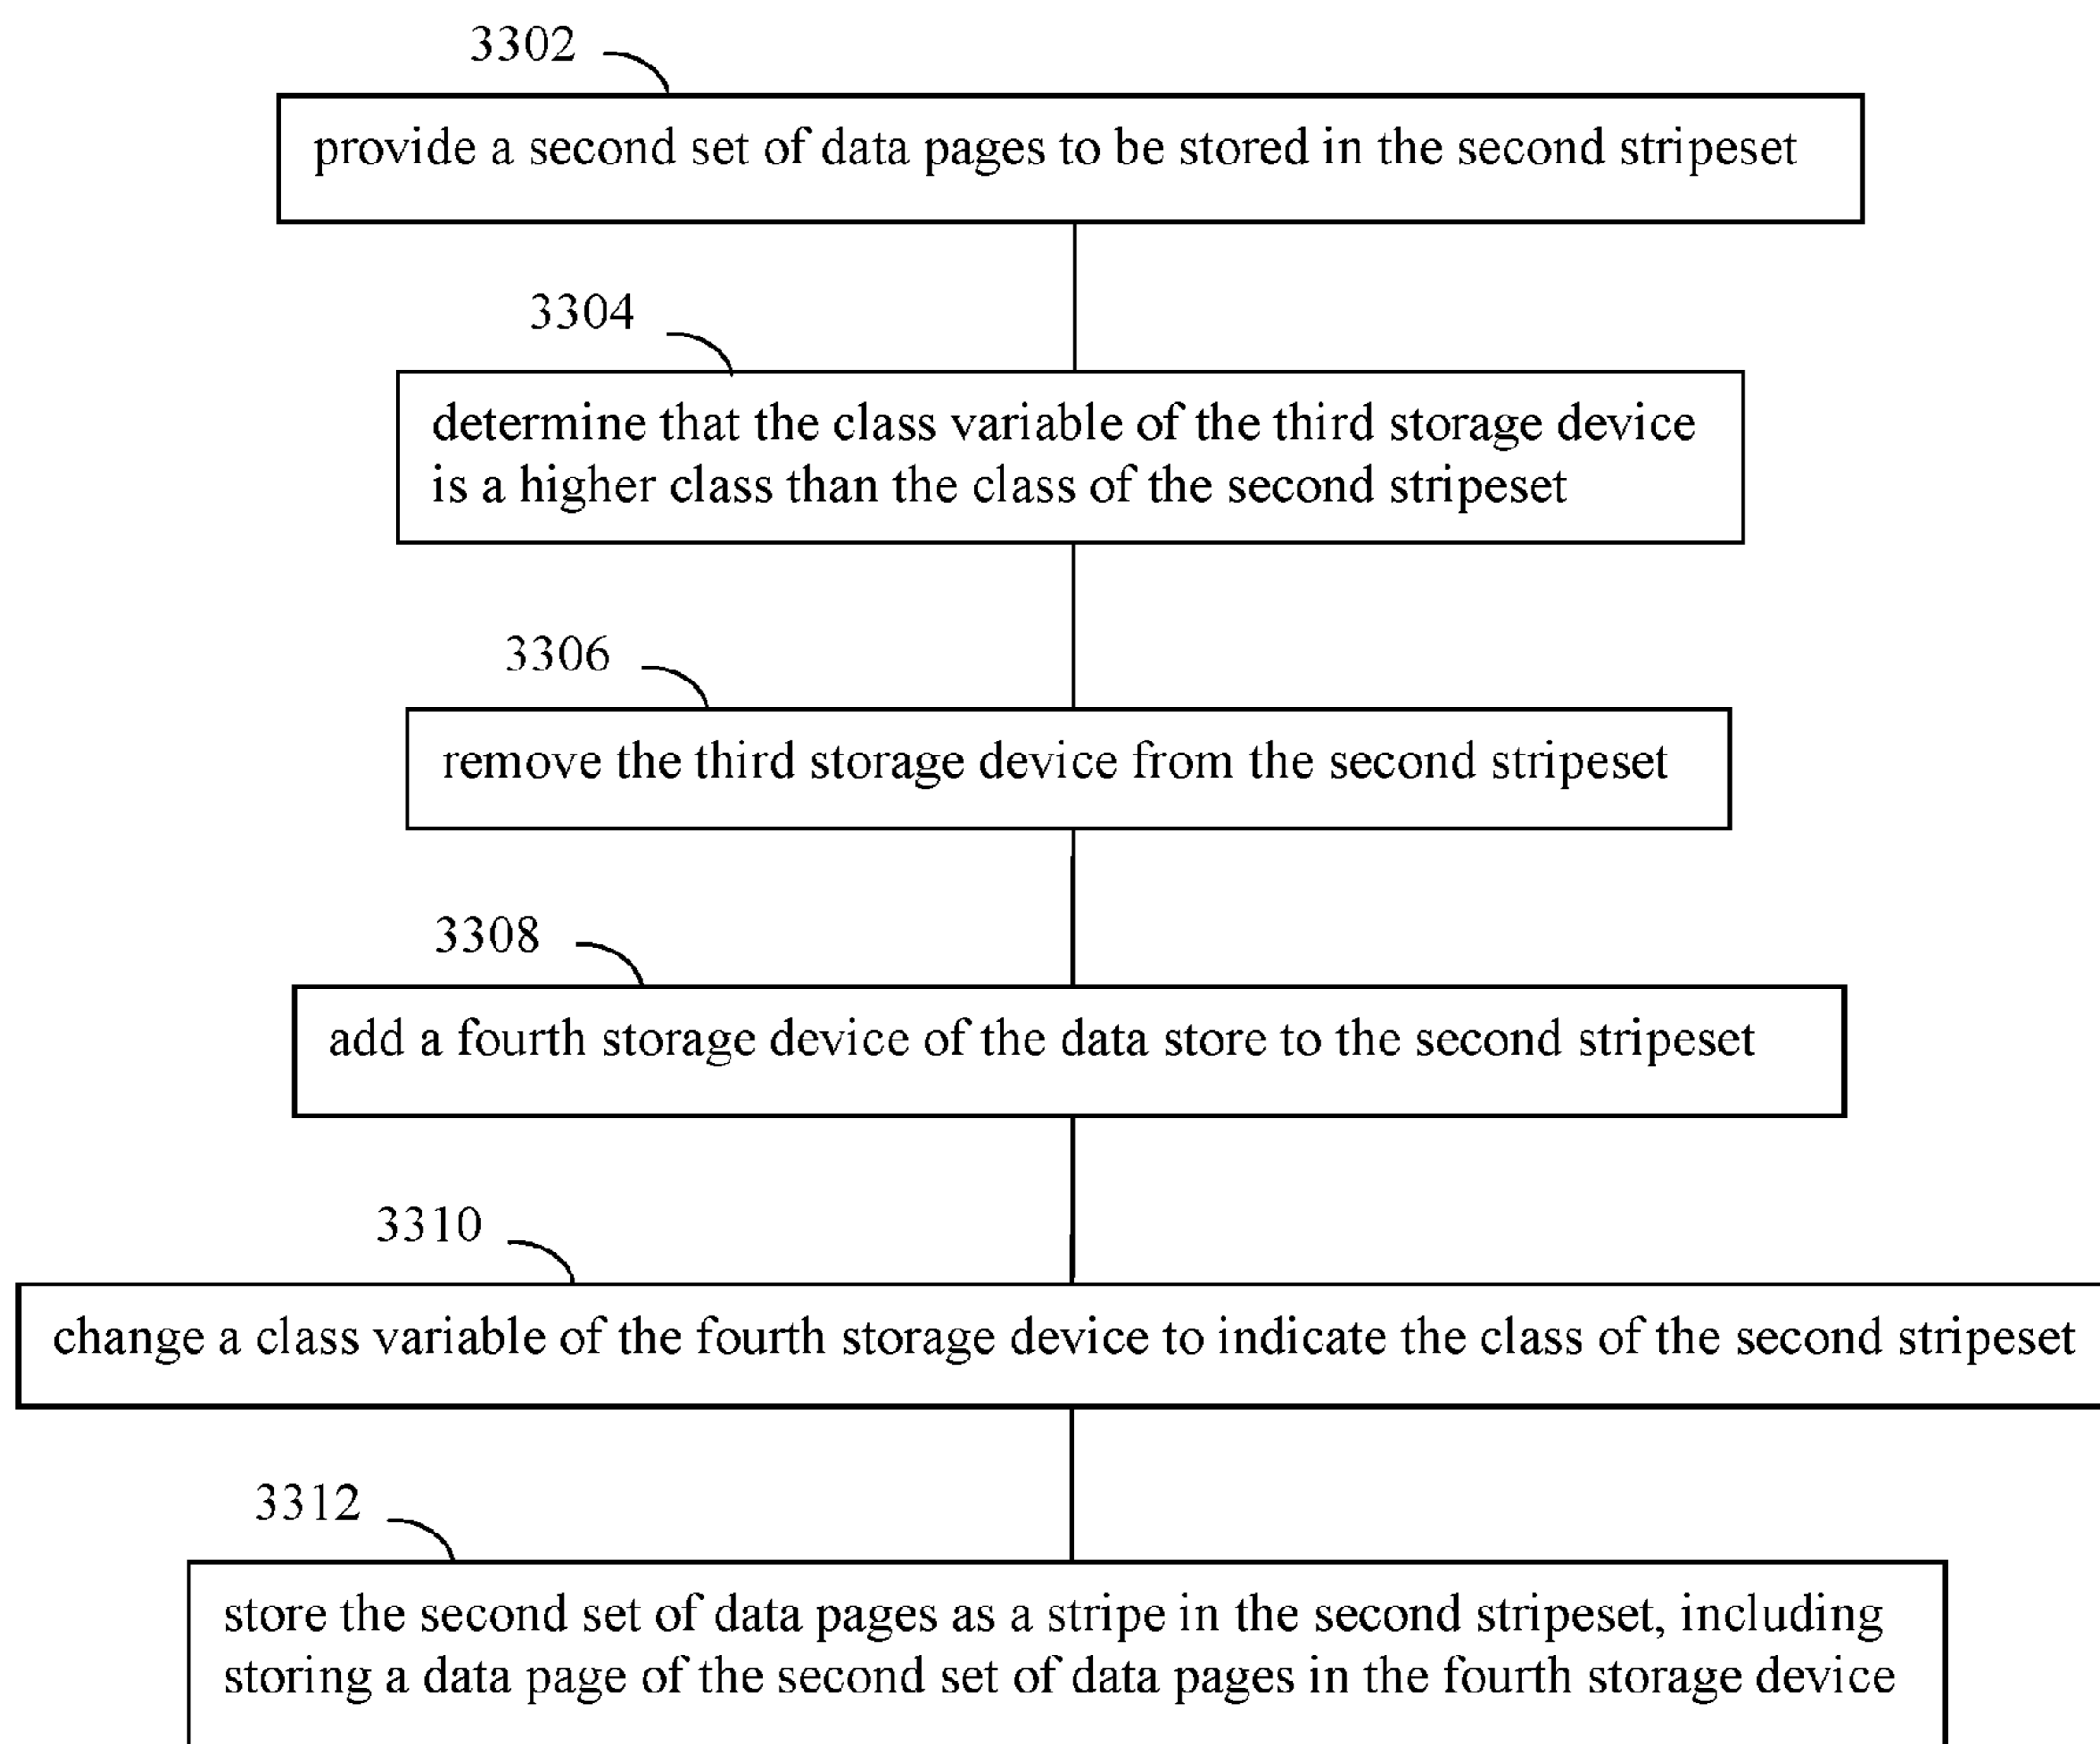 3302
provide a second set of data pages to be stored in the second stripeset
3304
determine that the class variable of the third storage device
is a higher class than the class of the second stripeset
3306
remove the third storage device from the second stripeset
3308
add a fourth storage device of the data store to the second stripeset
3310
change a class variable of the fourth storage device to indicate the class of the second stripeset
3312
store the second set of data pages as a stripe in the second stripeset, including
storing a data page of the second set of data pages in the fourth storage device